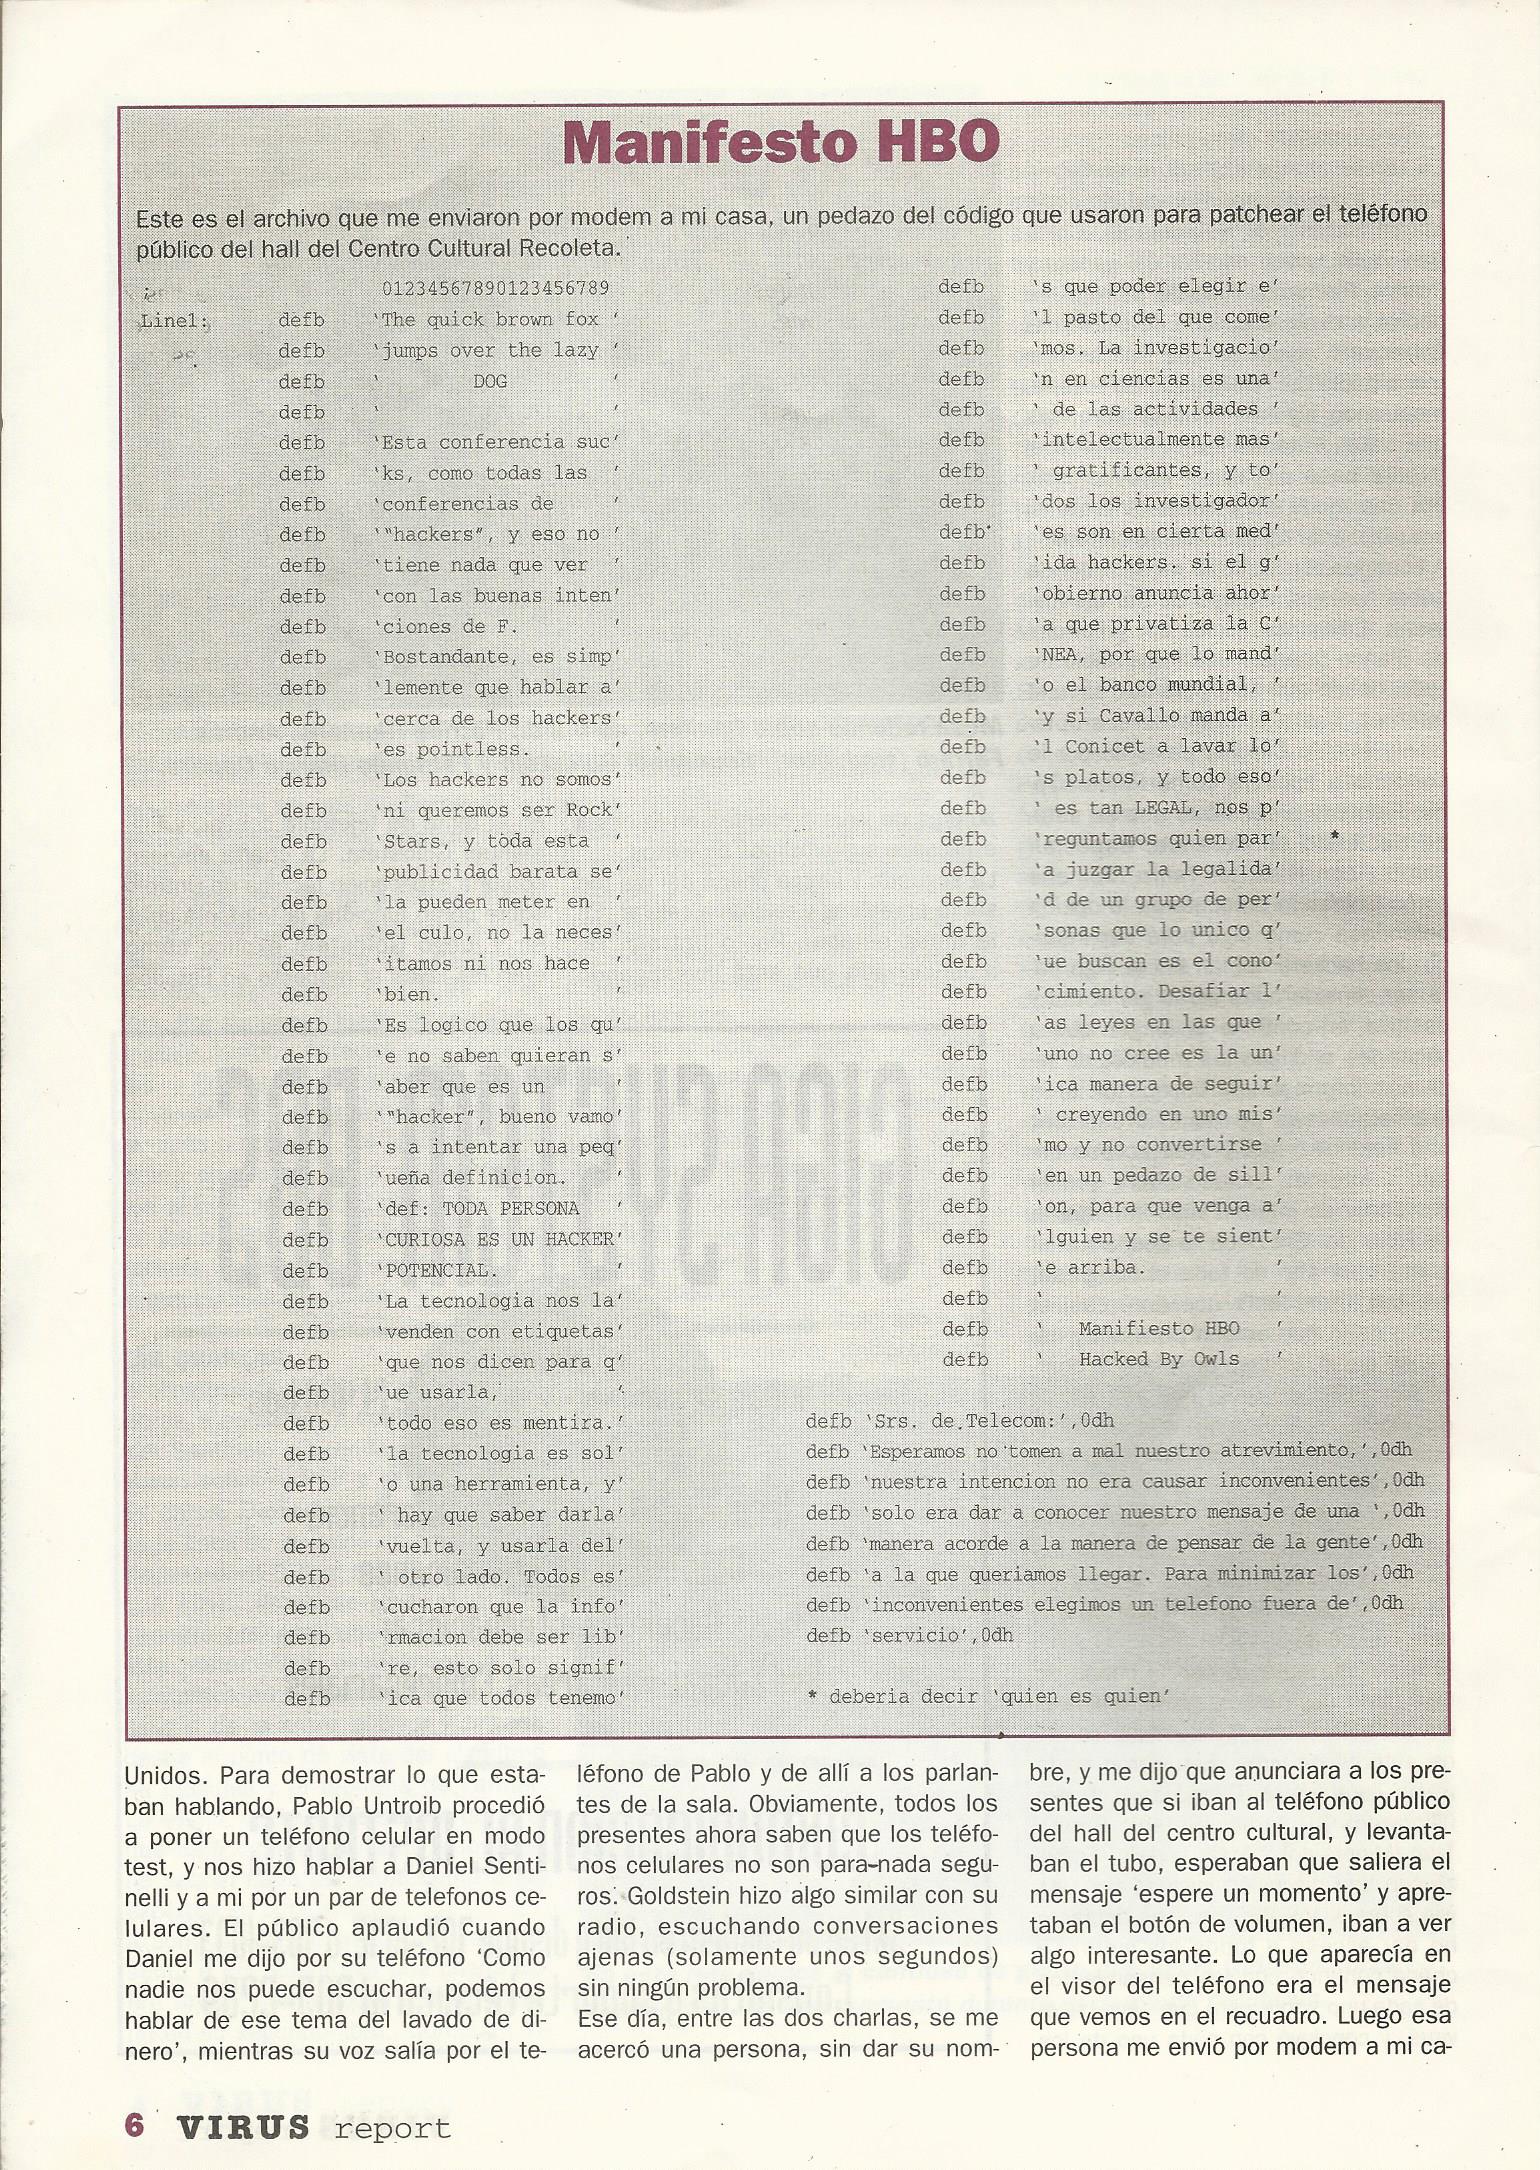 Manifesto HBO
Este es el archivo que me enviaron por modem a mi casa, un pedazo del código que usaron para patchear el teléfono
público del hall del Centro Cultural Recoleta.
01234567890123456789
Line1: defb 'The quick brown fox '
defb 'jumps over the lazy '
defb '        DOG         '
defb '                    '
defb 'Esta conferencia suc'
defb 'ks, como todas las  '
defb 'conferencias de     '
defb '"hackers", y eso no '
defb 'tiene nada que ver  '
defb 'con las buenas inten'
defb 'ciones de F.        '
defb 'Bostandante, es simp'
defb 'lemente que hablar a'
defb 'cerca de los hackers'
defb 'es pointless.       '
defb 'Los hackers no somos'
defb 'ni queremos ser Rock'
defb 'Stars, y toda esta  '
defb 'publicidad barata se'
defb 'la pueden meter en  '
defb 'el culo, no la neces'
defb 'itamos ni nos hace  '
defb 'bien.               '
defb 'Es logico que los qu'
defb 'e no saben quieran s'
defb 'aber que es un      '
defb '"hacker", bueno vamo'
defb 's a intentar una peq'
defb 'ueña definicion.    '
defb 'def: TODA PERSONA   '
defb 'CURIOSA ES UN HACKER'
defb 'POTENCIAL.          '
defb 'La tecnologia nos la'
defb 'venden con etiquetas'
defb 'que nos dicen para q'
defb 'ue usarla,          '
defb 'todo eso es mentira.'
defb 'la tecnologia es sol'
defb 'o una herramienta, y'
defb ' hay que saber darla'
defb 'vuelta, y usarla del'
defb ' otro lado. Todos es'
defb 'cucharon que la info'
defb 'rmacion debe ser lib'
defb 're, esto solo signif'
defb 'ica que todos tenemo'
defb 's que poder elegir e'
defb 'l pasto del que come'
defb 'mos. La investigacio'
defb 'n en ciencias es una'
defb ' de las actividades '
defb 'intelectualmente mas'
defb ' gratificantes, y to'
defb 'dos los investigador'
defb 'es son en cierta med'
defb 'ida hackers. si el g'
defb 'obierno anuncia ahor'
defb 'a que privatiza la C'
defb 'NEA, por que lo mand'
defb 'o el banco mundial, '
defb 'y si Cavallo manda a'
defb 'l Conicet a lavar lo'
defb 's platos, y todo eso'
defb ' es tan LEGAL, nos p'
defb 'reguntamos quien par' *
defb 'a juzgar la legalida'
defb 'd de un grupo de per'
defb 'sonas que lo unico q'
defb 'ue buscan es el cono'
defb 'cimiento. Desafiar l'
defb 'as leyes en las que '
defb 'uno no cree es la un'
defb 'ica manera de seguir'
defb ' creyendo en uno mis'
defb 'mo y no convertirse '
defb 'en un pedazo de sill'
defb 'on, para que venga a'
defb 'lguien y se te sient'
defb 'e arriba.           '
defb '                    '
defb '   Manifiesto HBO   '
defb '   Hacked By Owls   '
defb 'Srs. de Telecom:',0dh
defb 'Esperamos no tomen a mal nuestro atrevimiento,',0dh
defb 'nuestra intencion no era causar inconvenientes',0dh
defb 'solo era dar a conocer nuestro mensaje de una ',0dh
defb 'manera acorde a la manera de pensar de la gente',0dh
defb 'a la que queriamos llegar. Para minimizar los',0dh
defb 'inconvenientes elegimos un telefono fuera de',0dh
defb 'servicio',0dh
* deberia decir 'quien es quien'
Unidos. Para demostrar lo que esta-
ban hablando, Pablo Untroib procedió
a poner un teléfono celular en modo
test, y nos hizo hablar a Daniel Senti-
nelli y a mi por un par de telefonos ce-
lulares. El público aplaudió cuando
Daniel me dijo por su teléfono 'Como
nadie nos puede escuchar, podemos
hablar de ese tema del lavado de di-
nero', mientras su voz salía por el te-
léfono de Pablo y de allí a los parlan-
tes de la sala. Obviamente, todos los
presentes ahora saben que los teléfo-
nos celulares no son para nada segu-
ros. Goldstein hizo algo similar con su
radio, escuchando conversaciones
ajenas (solamente unos segundos)
sin ningún problema.
Ese día, entre las dos charlas, se me
acercó una persona, sin dar su nom-
bre, y me dijo que anunciara a los pre-
sentes que si iban al teléfono público
del hall del centro cultural, y levanta-
ban el tubo, esperaban que saliera el
mensaje 'espere un momento' y apre-
taban el botón de volumen, iban a ver
algo interesante. Lo que aparecía en
el visor del teléfono era el mensaje
que vemos en el recuadro. Luego esa
persona me envió por modem a mi ca-
6 VIRUS report